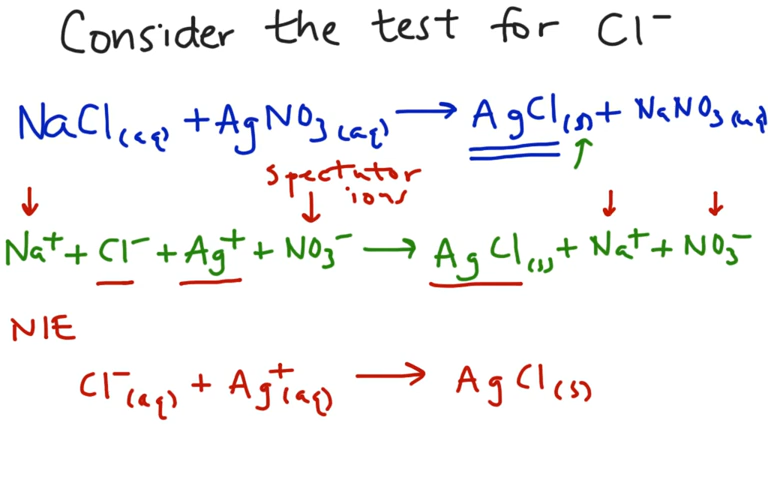 Consider the test for Cl⁻
NaCl(aq) + AgNO₃(aq) → AgCl(s) + NaNO₃(aq)
spectator
ions
Na⁺ + Cl⁻ + Ag⁺ + NO₃⁻ → AgCl(s) + Na⁺ + NO₃⁻
NIE
Cl⁻(aq) + Ag⁺(aq) → AgCl(s)